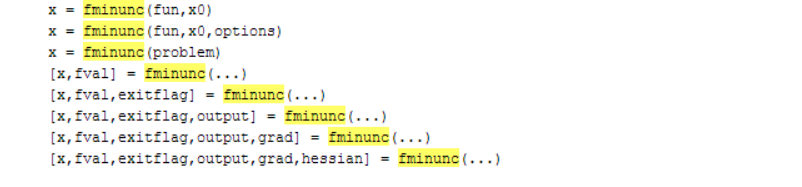 x = fminunc(fun,x0)
x = fminunc(fun,x0,options)
x = fminunc(problem)
[x,fval] = fminunc(...)
[x,fval,exitflag] = fminunc(...)
[x,fval,exitflag,output] = fminunc(...)
[x,fval,exitflag,output,grad] = fminunc(...)
[x,fval,exitflag,output,grad,hessian] = fminunc(...)